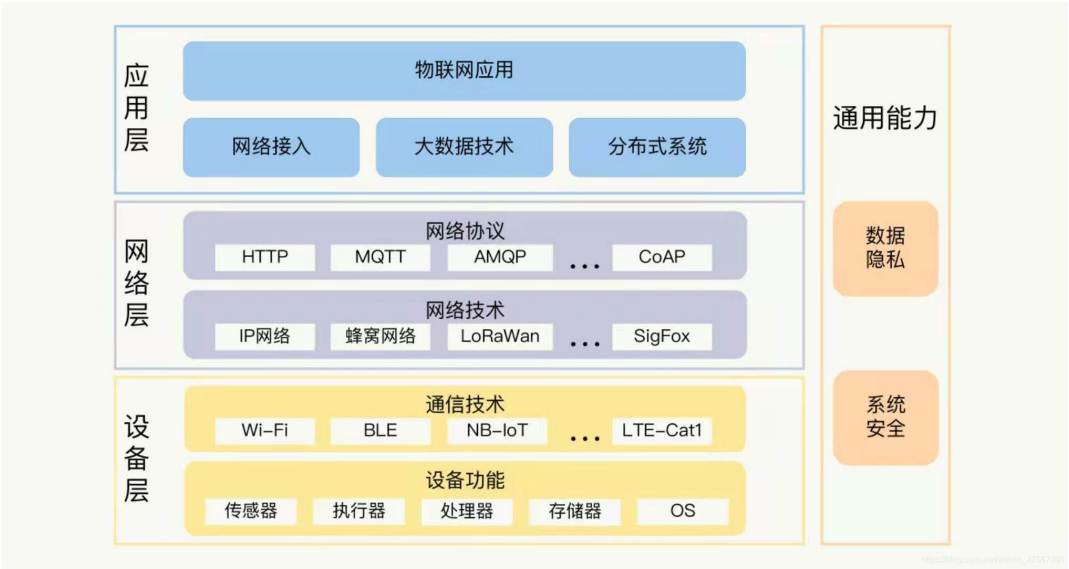 应用层
物联网应用
网络接入
大数据技术
分布式系统
网络层
网络协议
HTTP
MQTT
AMQP
...
CoAP
网络技术
IP网络
蜂窝网络
LoRaWan
...
SigFox
设备层
通信技术
Wi-Fi
BLE
NB-IoT
...
LTE-Cat1
设备功能
传感器
执行器
处理器
存储器
OS
通用能力
数据
隐私
系统
安全